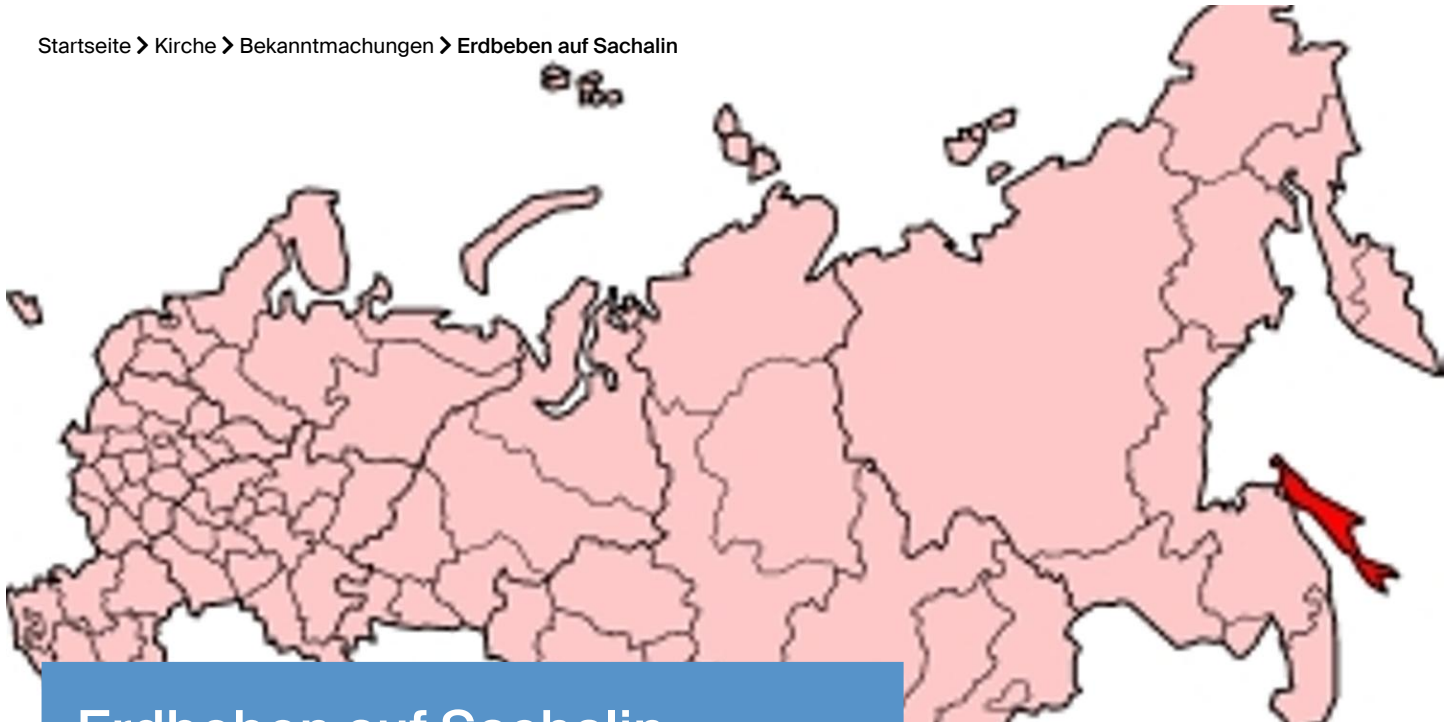 Startseite > Kirche > Bekanntmachungen > Erdbeben auf Sachalin
Erdbeben auf Sachalin